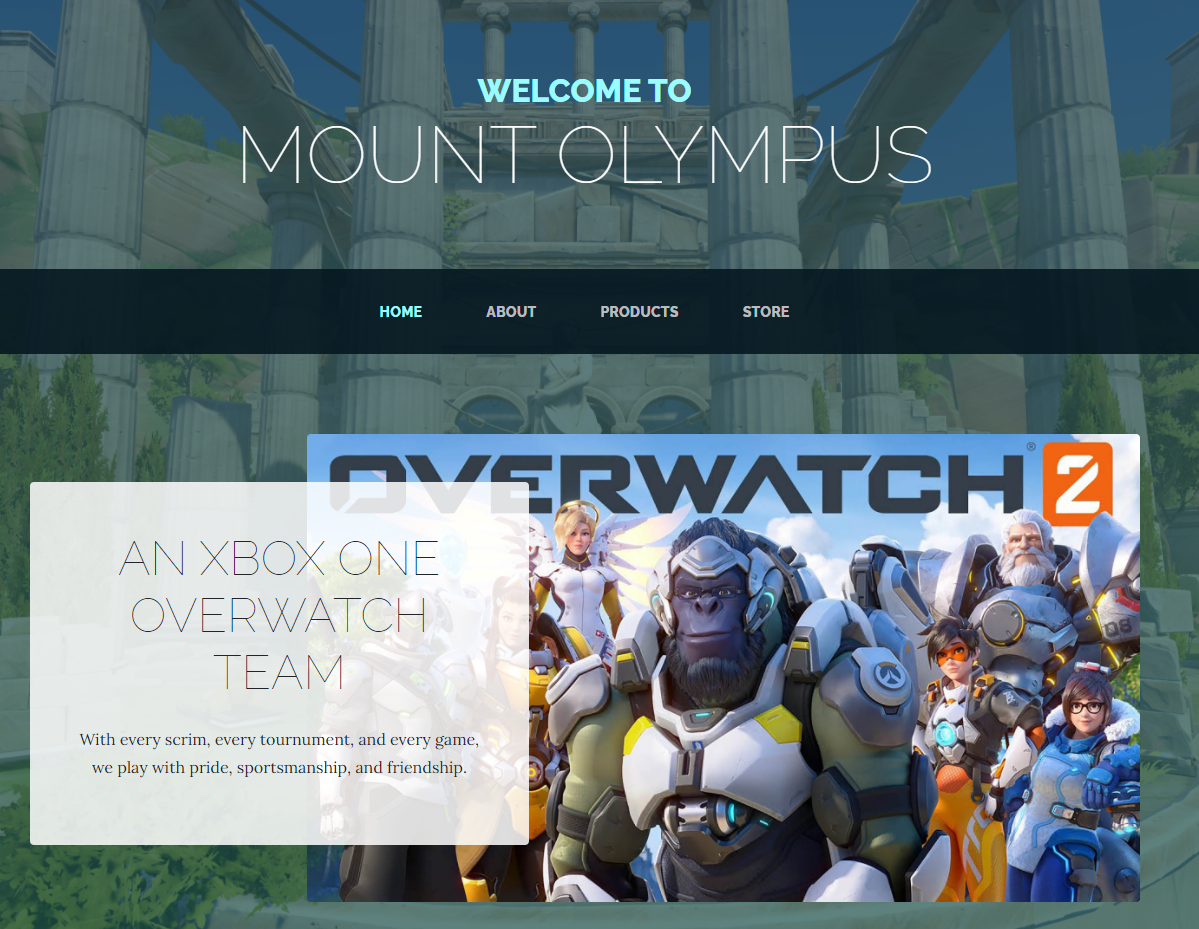 WELCOME TO
MOUNT OLYMPUS
HOME ABOUT PRODUCTS STORE
OVERWATCH® 2
AN XBOX ONE
OVERWATCH
TEAM
With every scrim, every tournument, and every game,
we play with pride, sportsmanship, and friendship.
08